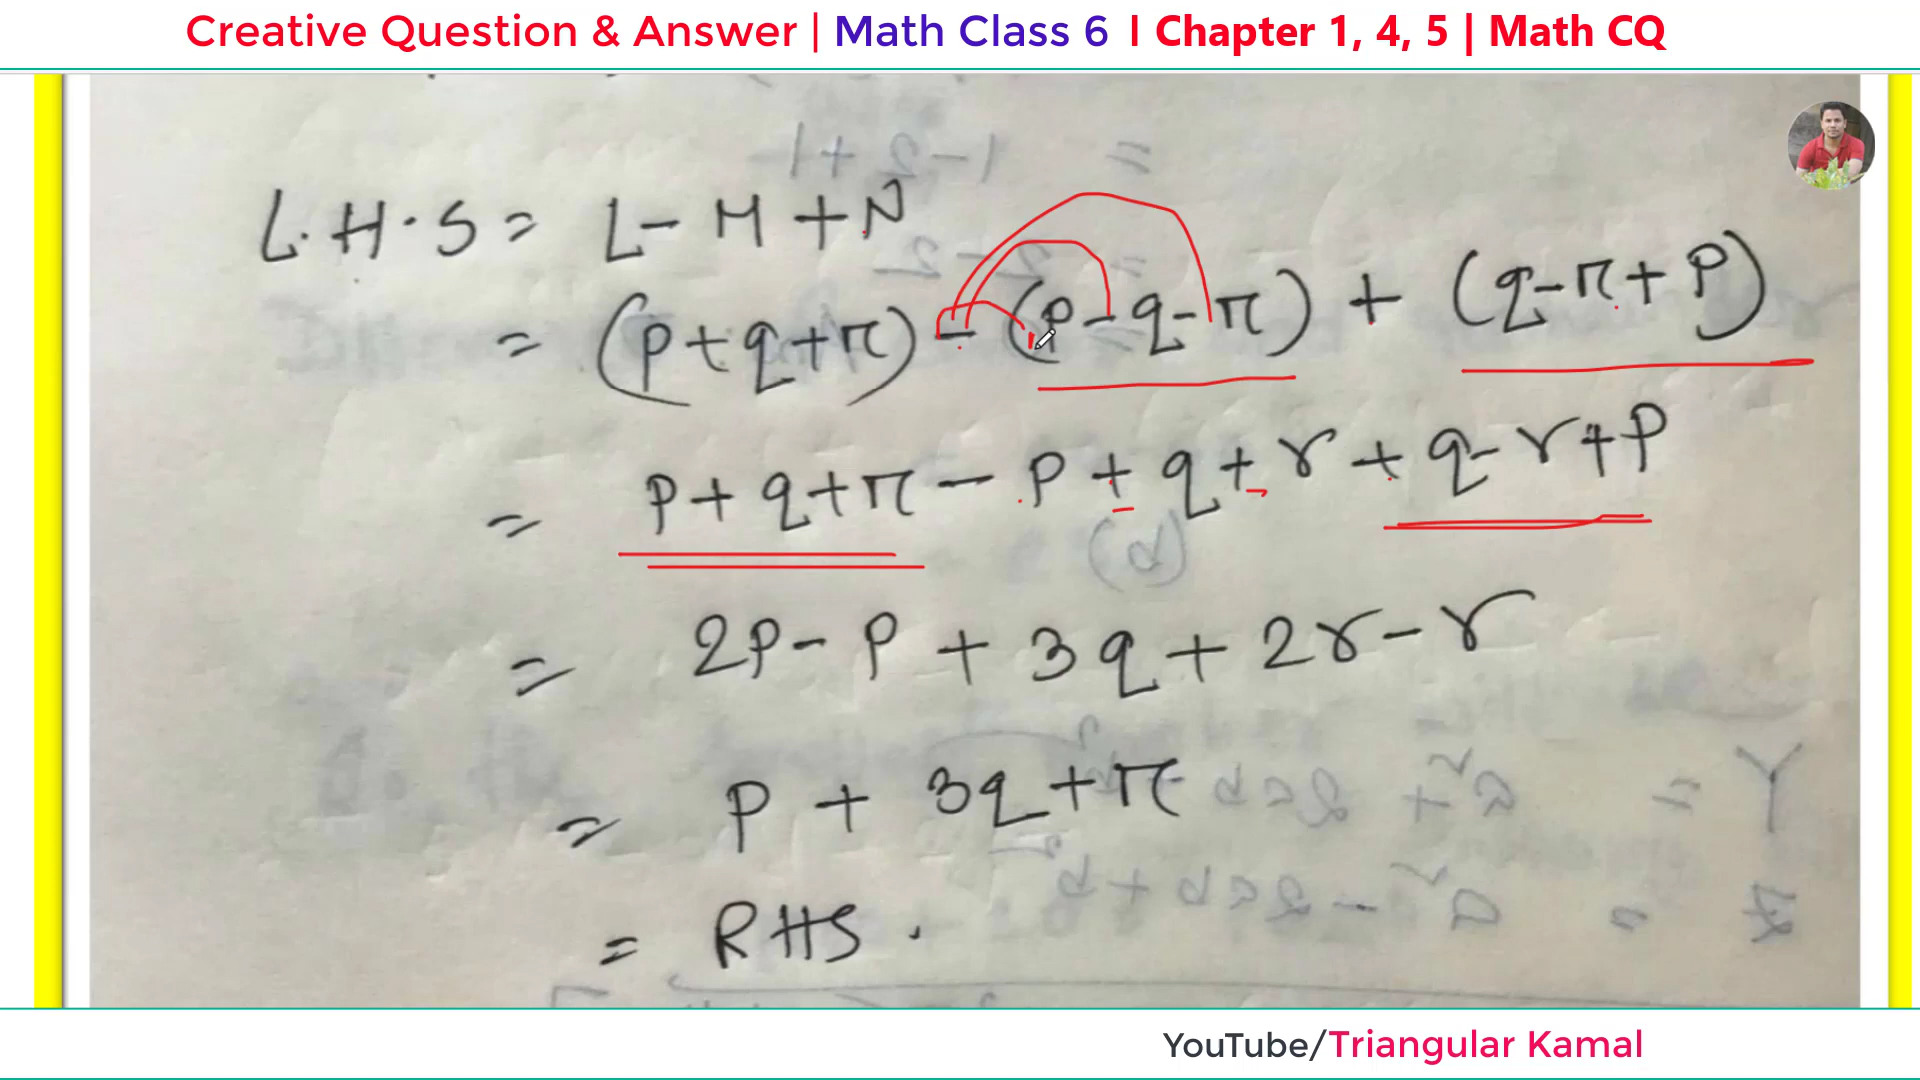 Creative Question & Answer | Math Class 6 I Chapter 1, 4, 5 | Math CQ
L.H.S = L - M + N
= (p+q+r) - (p-q-r) + (q-r+p)
= p+q+r - p + q + r + q-r+p
= 2p - p + 3q + 2r - r
= p + 3q + r
= RHS.
YouTube/Triangular Kamal